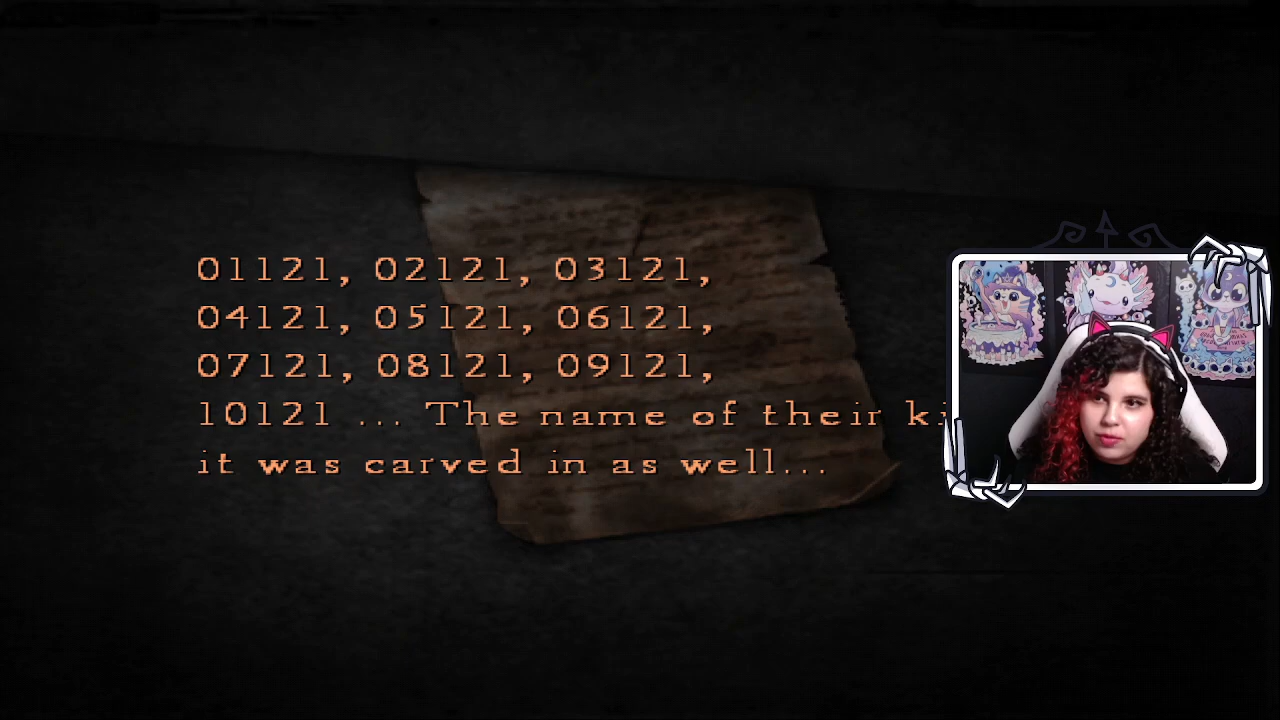 01121, 02121, 03121,
04121, 05121, 06121,
07121, 08121, 09121,
10121 ... The name of their
it was carved in as well...